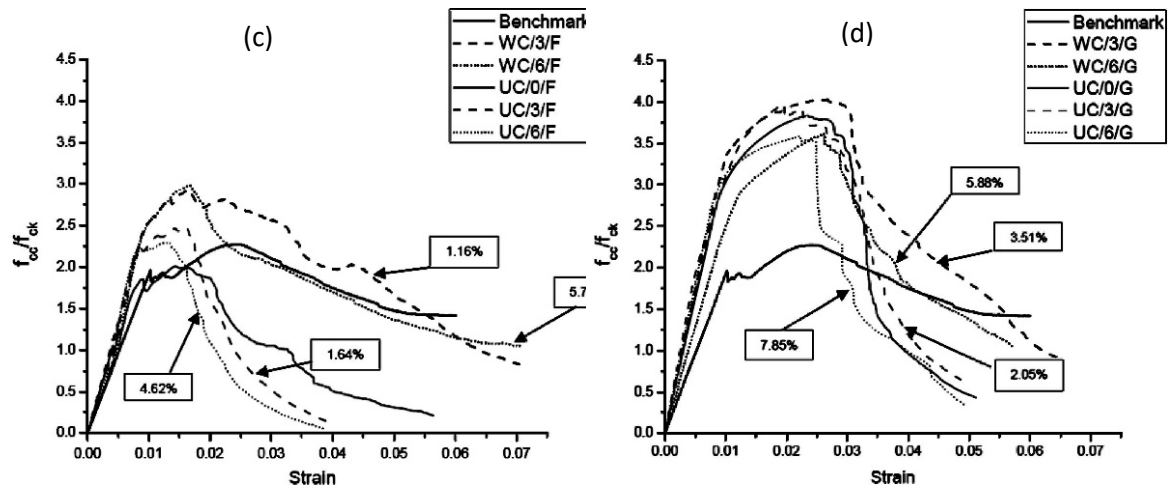 (c)
Benchmark
WC/3/F
WC/6/F
UC/0/F
UC/3/F
UC/6/F
4.5
4.0
3.5
3.0
2.5
2.0
1.5
1.0
0.5
0.0
fcc/fck
1.16%
5.7
1.64%
4.62%
0.00 0.01 0.02 0.03 0.04 0.05 0.06 0.07
Strain
(d)
Benchmark
WC/3/G
WC/6/G
UC/0/G
UC/3/G
UC/6/G
4.5
4.0
3.5
3.0
2.5
2.0
1.5
1.0
0.5
0.0
fcc/fck
5.88%
3.51%
7.85%
2.05%
0.00 0.01 0.02 0.03 0.04 0.05 0.06 0.07
Strain